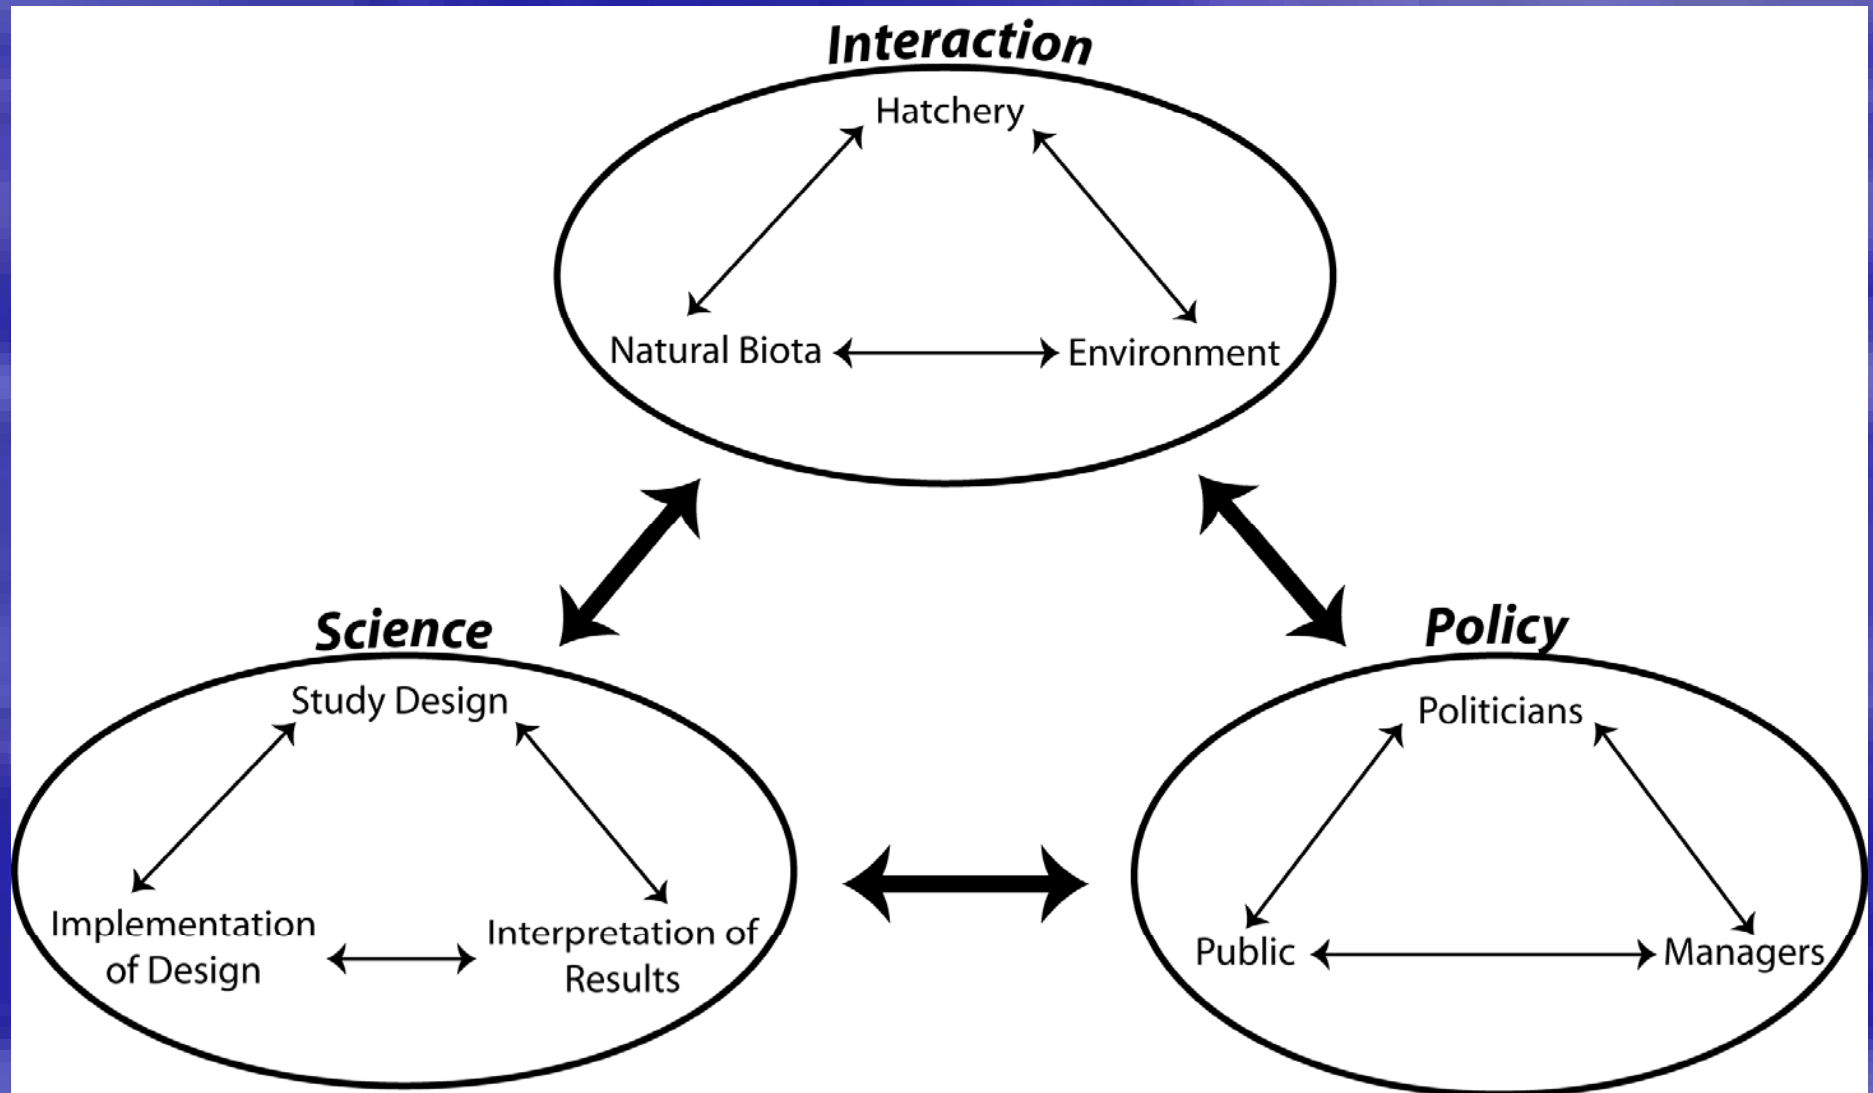 Interaction
Hatchery
Natural Biota
Environment
Science
Study Design
Implementation
of Design
Interpretation of
Results
Policy
Politicians
Public
Managers